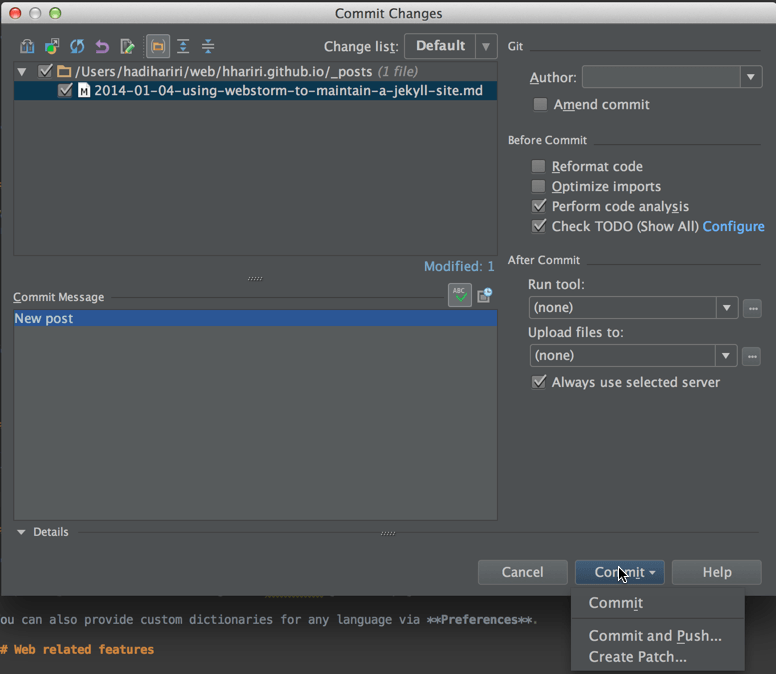 Commit Changes
Change list: Default
/Users/hadihariri/web/hhariri.github.io/_posts (1 file)
2014-01-04-using-webstorm-to-maintain-a-jekyll-site.md
Modified: 1
Commit Message
ABC
New post
Details
Git
Author:
Amend commit
Before Commit
Reformat code
Optimize imports
Perform code analysis
Check TODO (Show All) Configure
After Commit
Run tool:
(none)
Upload files to:
(none)
Always use selected server
Cancel Commit Help
Commit
Commit and Push...
Create Patch...
ou can also provide custom dictionaries for any language via **Preferences**.
# Web related features